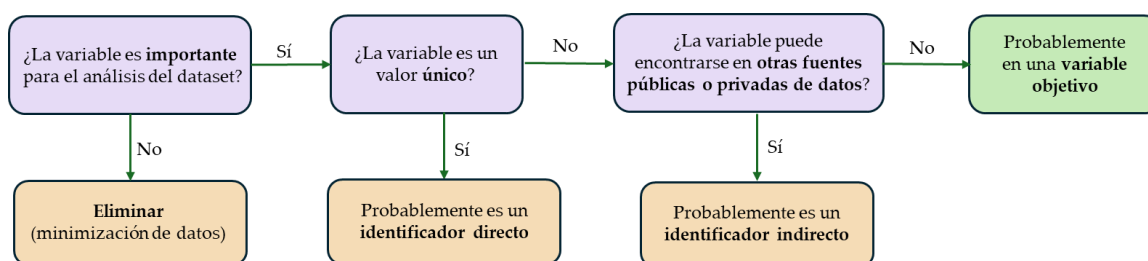 ¿La variable es importante
para el análisis del dataset?
Sí
¿La variable es un
valor único?
No
¿La variable puede
encontrarse en otras fuentes
públicas o privadas de datos?
No
Probablemente
en una variable
objetivo
No
Sí
Sí
Eliminar
(minimización de datos)
Probablemente es un
identificador directo
Probablemente es un
identificador indirecto